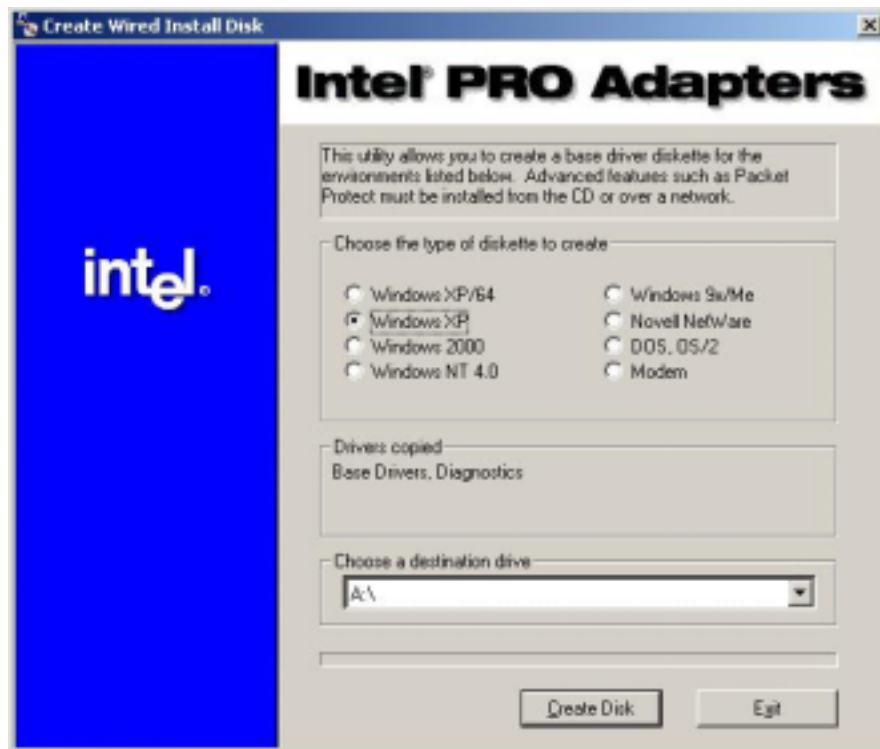 Create Wired Install Disk
Intel® PRO Adapters
This utility allows you to create a base driver diskette for the
environments listed below. Advanced features such as Packet
Protect must be installed from the CD or over a network.
intel®
Choose the type of diskette to create
Windows XP/64
Windows XP
Windows 2000
Windows NT 4.0
Windows 9x/Me
Novell NetWare
DOS, OS/2
Modem
Drivers copied
Base Drivers, Diagnostics
Choose a destination drive
A:\
Create Disk
Exit